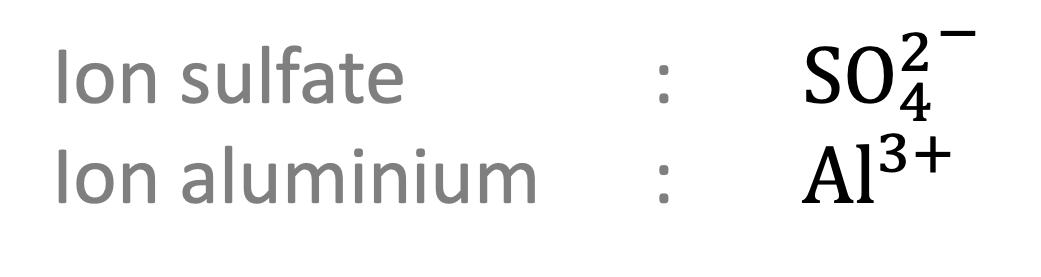 Ion sulfate : SO₄²⁻
Ion aluminium : Al³⁺